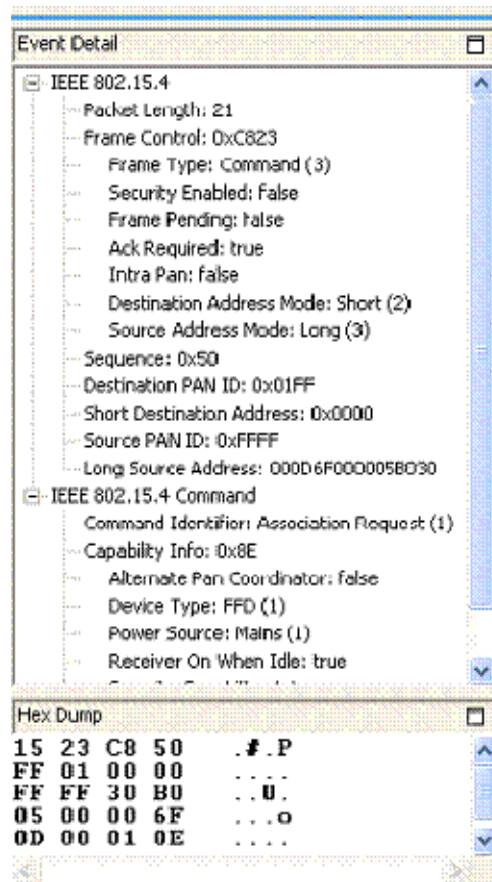 Event Detail
IEEE 802.15.4
Packet Length: 21
Frame Control: 0xC823
Frame Type: Command (3)
Security Enabled: false
Frame Pending: false
Ack Required: true
Intra Pan: false
Destination Address Mode: Short (2)
Source Address Mode: Long (3)
Sequence: 0x50
Destination PAN ID: 0x01FF
Short Destination Address: 0x0000
Source PAN ID: 0xFFFF
Long Source Address: 000D6F000005B030
IEEE 802.15.4 Command
Command Identifier: Association Request (1)
Capability Info: 0x8E
Alternate Pan Coordinator: false
Device Type: FFD (1)
Power Source: Mains (1)
Receiver On When Idle: true
Hex Dump
15 23 C8 50 .#.P
FF 01 00 00 ....
FF FF 30 B0 ..0.
05 00 00 6F ...o
0D 00 01 8E ....